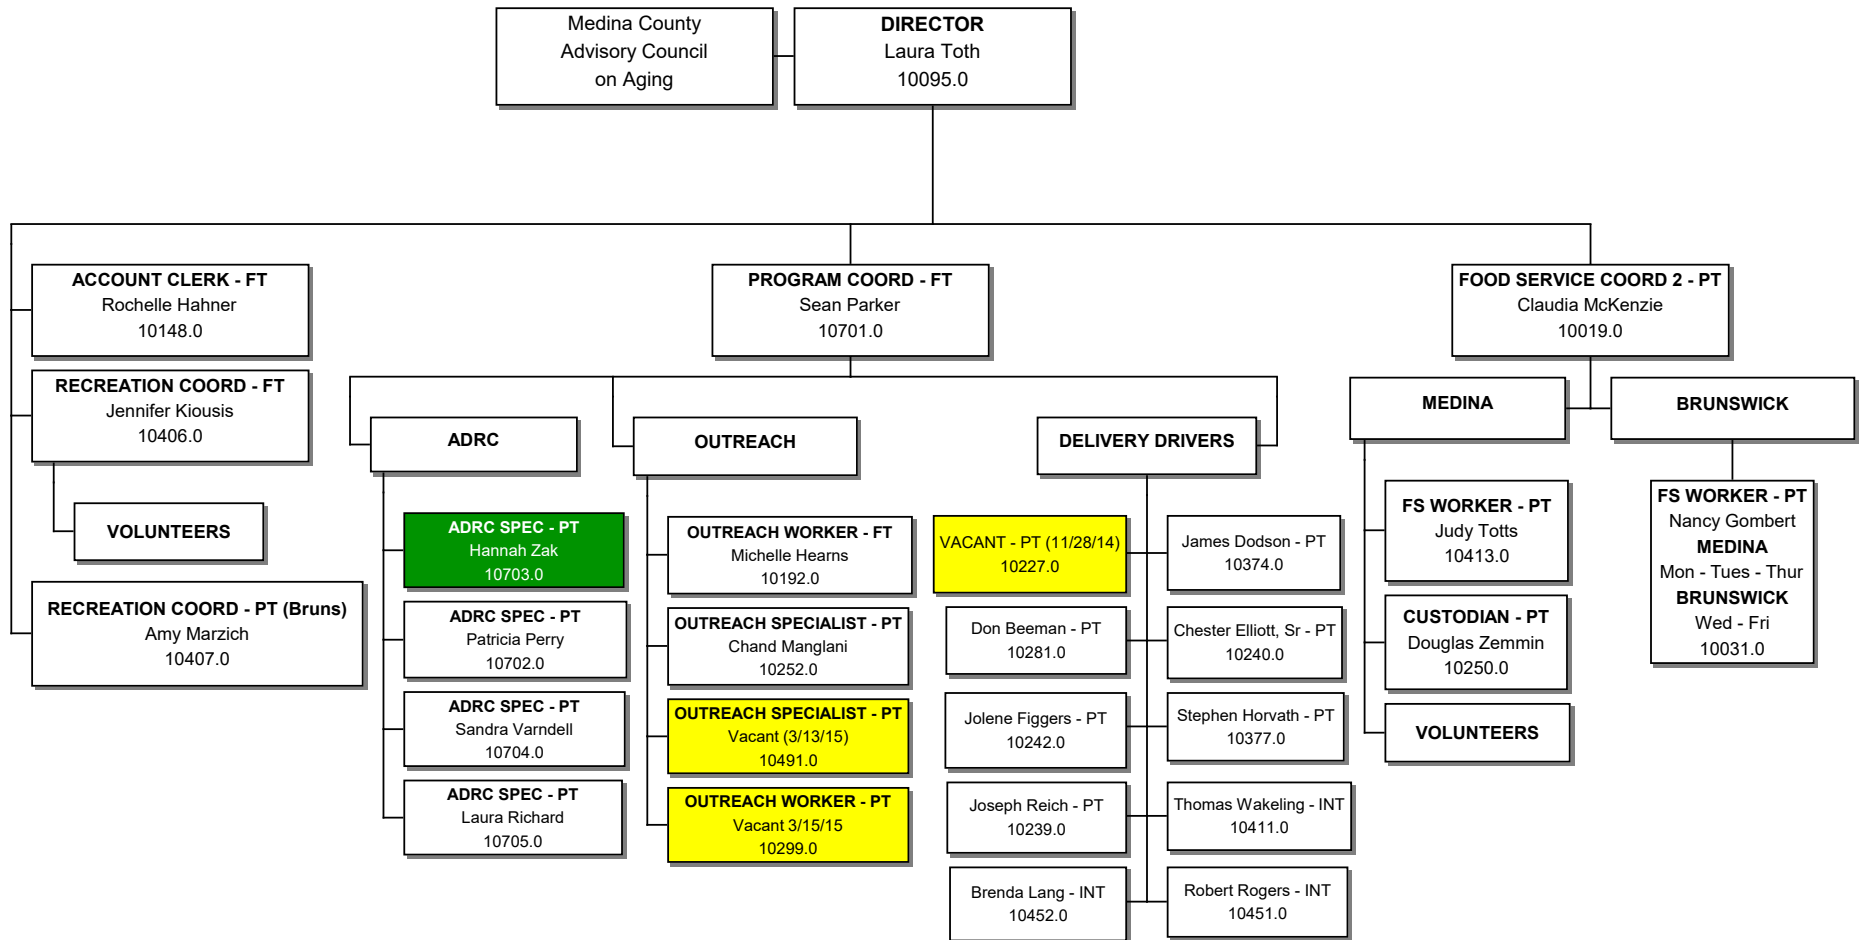 Medina County
Advisory Council
on Aging
DIRECTOR
Laura Toth
10095.0
ACCOUNT CLERK - FT
Rochelle Hahner
10148.0
RECREATION COORD - FT
Jennifer Kiousis
10406.0
VOLUNTEERS
RECREATION COORD - PT (Bruns)
Amy Marzich
10407.0
PROGRAM COORD - FT
Sean Parker
10701.0
ADRC
ADRC SPEC - PT
Hannah Zak
10703.0
ADRC SPEC - PT
Patricia Perry
10702.0
ADRC SPEC - PT
Sandra Varndell
10704.0
ADRC SPEC - PT
Laura Richard
10705.0
OUTREACH
OUTREACH WORKER - FT
Michelle Hearns
10192.0
OUTREACH SPECIALIST - PT
Chand Manglani
10252.0
OUTREACH SPECIALIST - PT
Vacant (3/13/15)
10491.0
OUTREACH WORKER - PT
Vacant 3/15/15
10299.0
DELIVERY DRIVERS
VACANT - PT (11/28/14)
10227.0
James Dodson - PT
10374.0
Don Beeman - PT
10281.0
Chester Elliott, Sr - PT
10240.0
Jolene Figgers - PT
10242.0
Stephen Horvath - PT
10377.0
Joseph Reich - PT
10239.0
Thomas Wakeling - INT
10411.0
Brenda Lang - INT
10452.0
Robert Rogers - INT
10451.0
FOOD SERVICE COORD 2 - PT
Claudia McKenzie
10019.0
MEDINA
FS WORKER - PT
Judy Totts
10413.0
CUSTODIAN - PT
Douglas Zemmin
10250.0
VOLUNTEERS
BRUNSWICK
FS WORKER - PT
Nancy Gombert
MEDINA
Mon - Tues - Thur
BRUNSWICK
Wed - Fri
10031.0